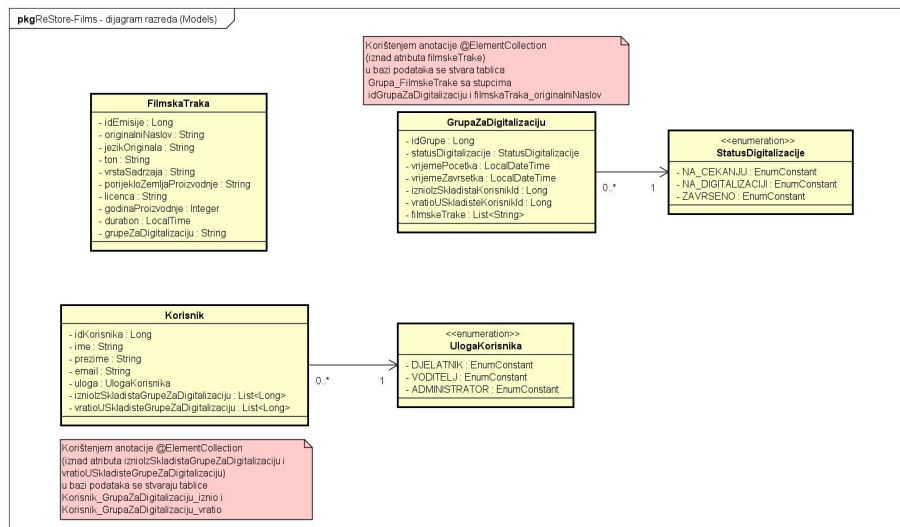 pkg ReStore-Films - dijagram razreda (Models)
Korištenjem anotacije @ElementCollection
(iznad atributa filmskeTrake)
u bazi podataka se stvara tablica
Grupa_FilmskeTrake sa stupcima
idGrupaZaDigitalizaciju i filmskaTraka_originalniNaslov
FilmskaTraka
- idEmisije : Long
- originalniNaslov : String
- jezikOriginala : String
- ton : String
- vrstaSadrzaja : String
- porijekloZemljaProizvodnje : String
- licenca : String
- godinaProizvodnje : Integer
- duration : LocalTime
- grupeZaDigitalizaciju : String
GrupaZaDigitalizaciju
- idGrupe : Long
- statusDigitalizacije : StatusDigitalizacije
- vrijemePocetka : LocalDateTime
- vrijemeZavrsetka : LocalDateTime
- iznioIzSkladistaKorisnikId : Long
- vratioUSkladisteKorisnikId : Long
- filmskeTrake : List<String>
0..*
1
<<enumeration>>
StatusDigitalizacije
- NA_CEKANJU : EnumConstant
- NA_DIGITALIZACIJI : EnumConstant
- ZAVRSENO : EnumConstant
Korisnik
- idKorisnika : Long
- ime : String
- prezime : String
- email : String
- uloga : UlogaKorisnika
- iznioIzSkladistaGrupeZaDigitalizaciju : List<Long>
- vratioUSkladisteGrupeZaDigitalizaciju : List<Long>
0..*
1
<<enumeration>>
UlogaKorisnika
- DJELATNIK : EnumConstant
- VODITELJ : EnumConstant
- ADMINISTRATOR : EnumConstant
Korištenjem anotacije @ElementCollection
(iznad atributa iznioIzSkladistaGrupeZaDigitalizaciju i
vratioUSkladisteGrupeZaDigitalizaciju)
u bazi podataka se stvaraju tablice
Korisnik_GrupaZaDigitalizaciju_iznio i
Korisnik_GrupaZaDigitalizaciju_vratio